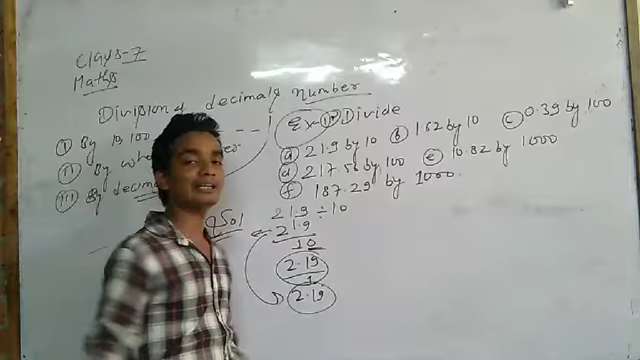 Class-7
Maths
Division of decimals number
(i) By 10, 100 ----
(ii) By who er
(iii) By decim
Ex-1 Divide
(a) 21.9 by 10 (b) 1.62 by 10 (c) 0.39 by 100
(d) 217.56 by 100 (e) 10.82 by 1000
(f) 187.29 by 1000.
Sol 21.9 ÷ 10
21.9
10
2.19
1
2.19